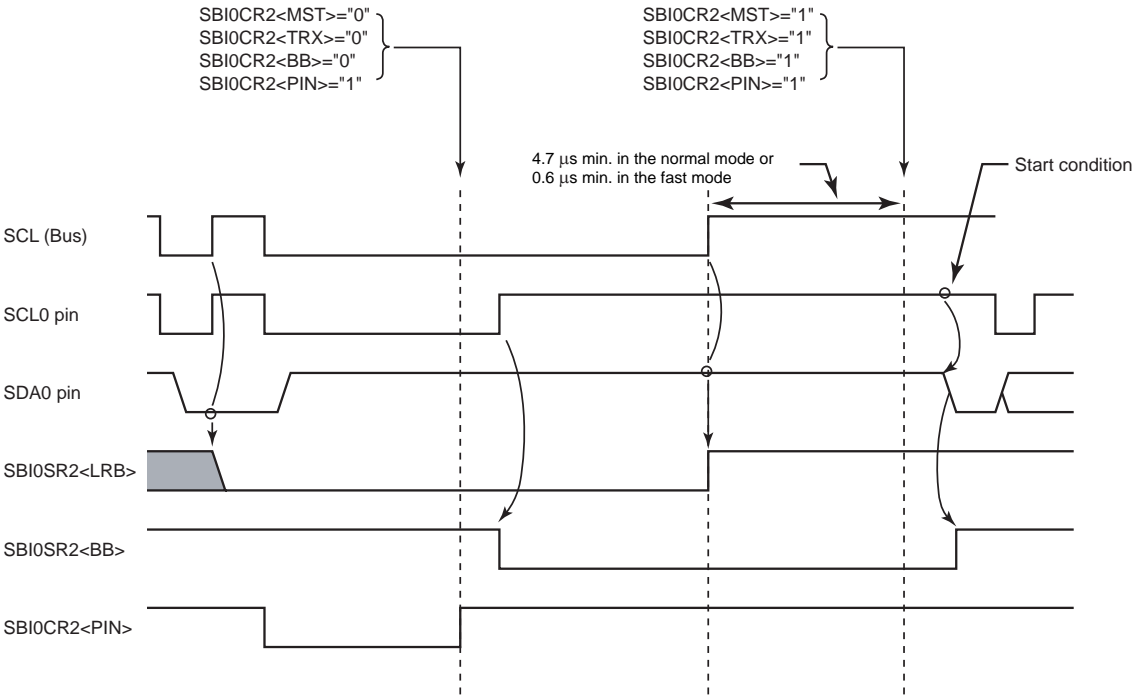 SBI0CR2<MST>="0"
SBI0CR2<TRX>="0"
SBI0CR2<BB>="0"
SBI0CR2<PIN>="1"
SBI0CR2<MST>="1"
SBI0CR2<TRX>="1"
SBI0CR2<BB>="1"
SBI0CR2<PIN>="1"
4.7 μs min. in the normal mode or
0.6 μs min. in the fast mode
Start condition
SCL (Bus)
SCL0 pin
SDA0 pin
SBI0SR2<LRB>
SBI0SR2<BB>
SBI0CR2<PIN>